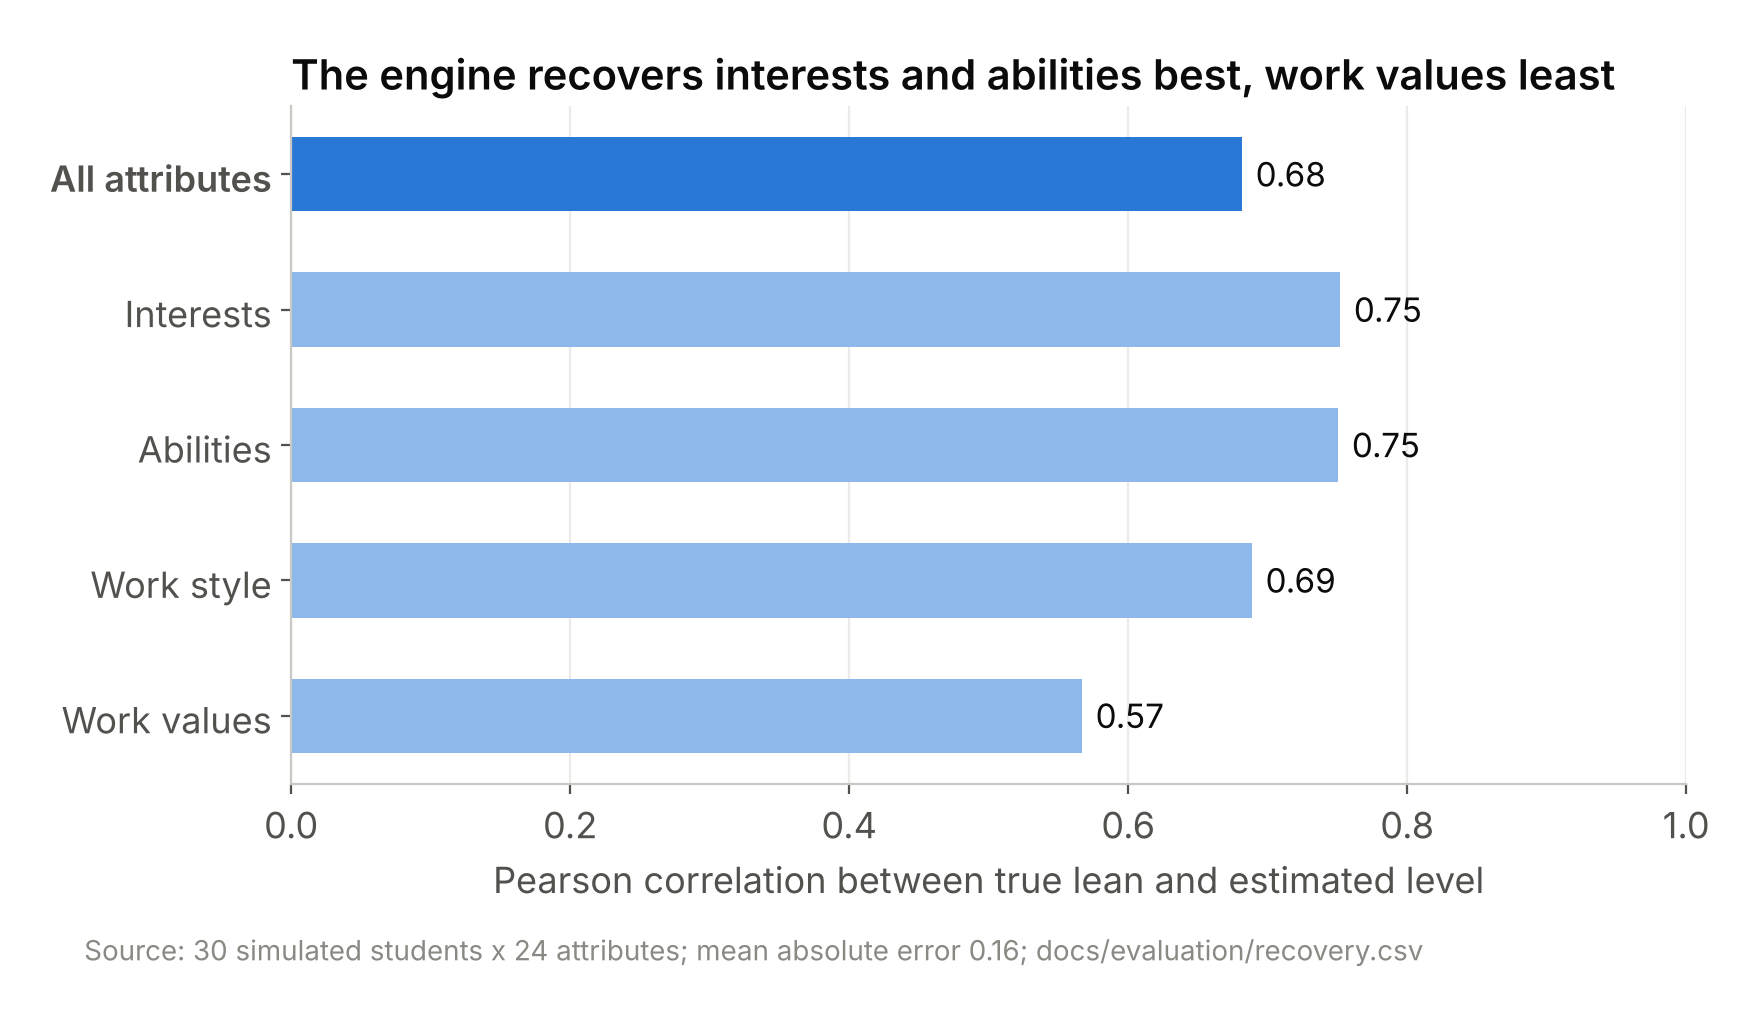 The engine recovers interests and abilities best, work values least
All attributes
0.68
Interests
0.75
Abilities
0.75
Work style
0.69
Work values
0.57
0.0 0.2 0.4 0.6 0.8 1.0
Pearson correlation between true lean and estimated level
Source: 30 simulated students x 24 attributes; mean absolute error 0.16; docs/evaluation/recovery.csv